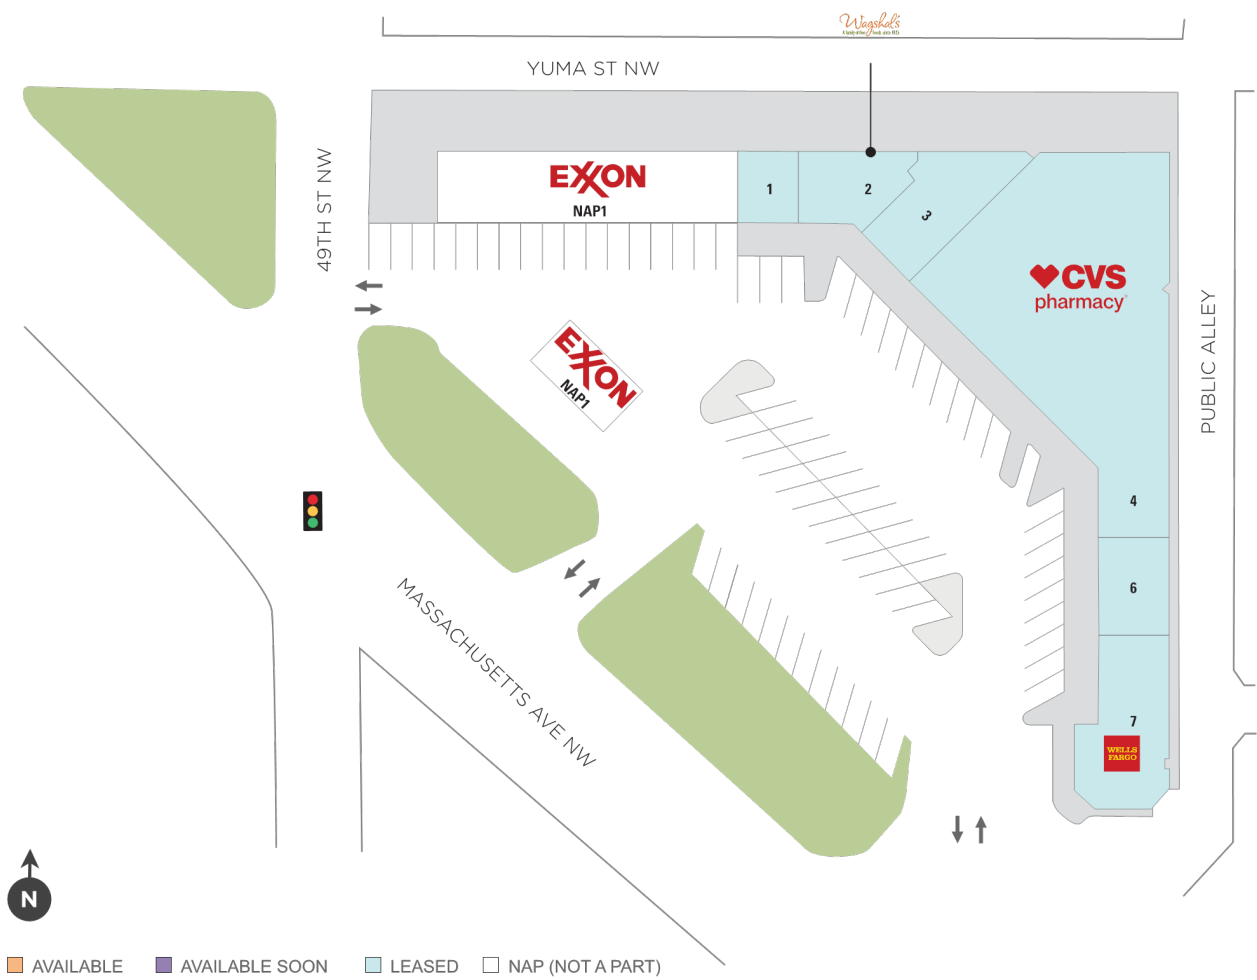 Wagshal's
YUMA ST NW
49TH ST NW
EXXON
NAP1
1
2
3
CVS
pharmacy
PUBLIC ALLEY
EXXON
NAP1
4
6
7
WELLS
FARGO
MASSACHUSETTS AVE NW
N
AVAILABLE
AVAILABLE SOON
LEASED
NAP (NOT A PART)